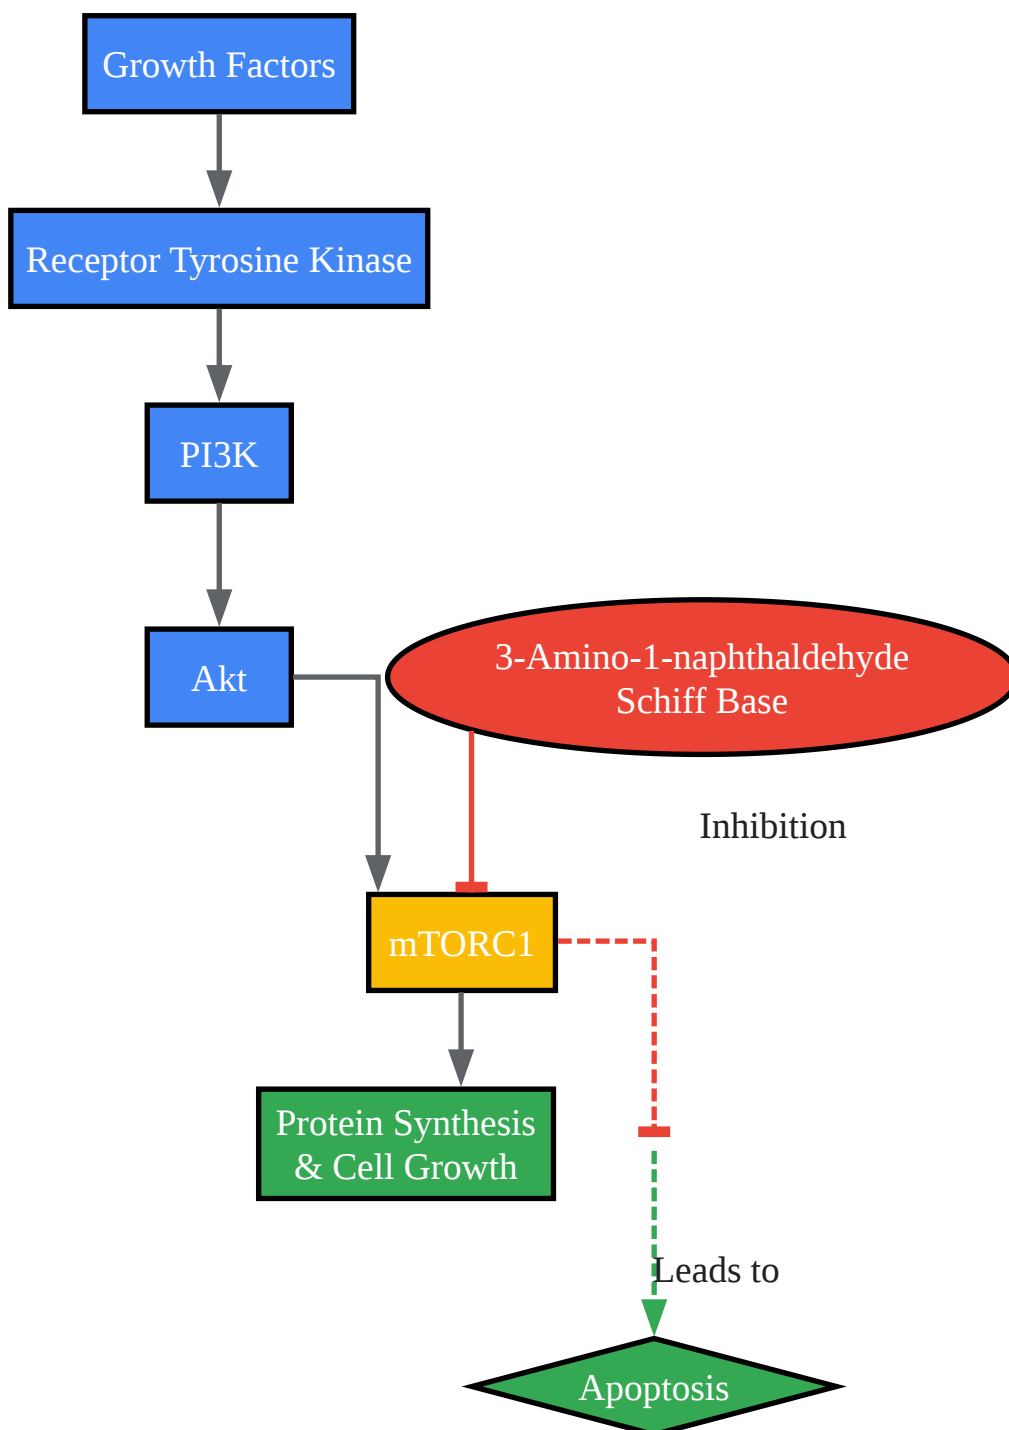 Growth Factors
Receptor Tyrosine Kinase
PI3K
Akt
3-Amino-1-naphthaldehyde
Schiff Base
Inhibition
mTORC1
Protein Synthesis
& Cell Growth
Leads to
Apoptosis